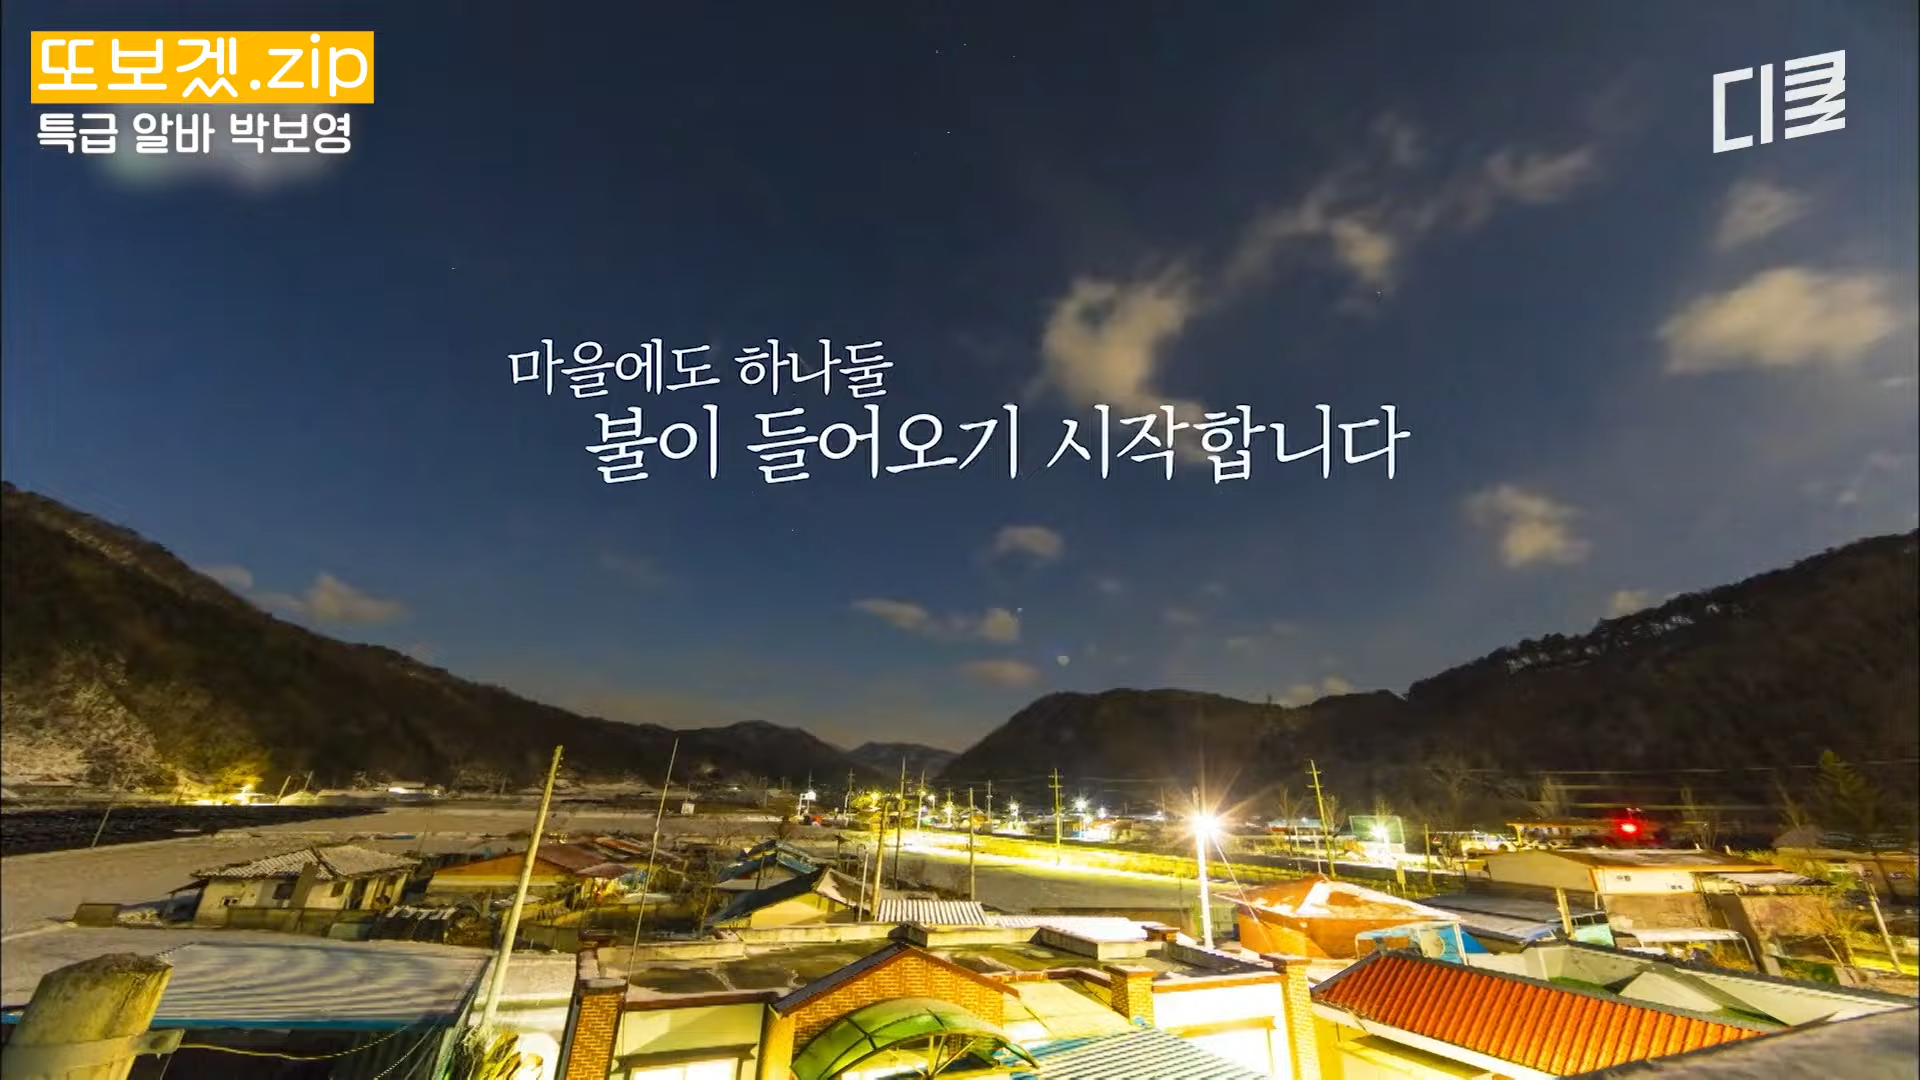 또보겠.zip
특급 알바 박보영
디클
마을에도 하나둘
불이 들어오기 시작합니다